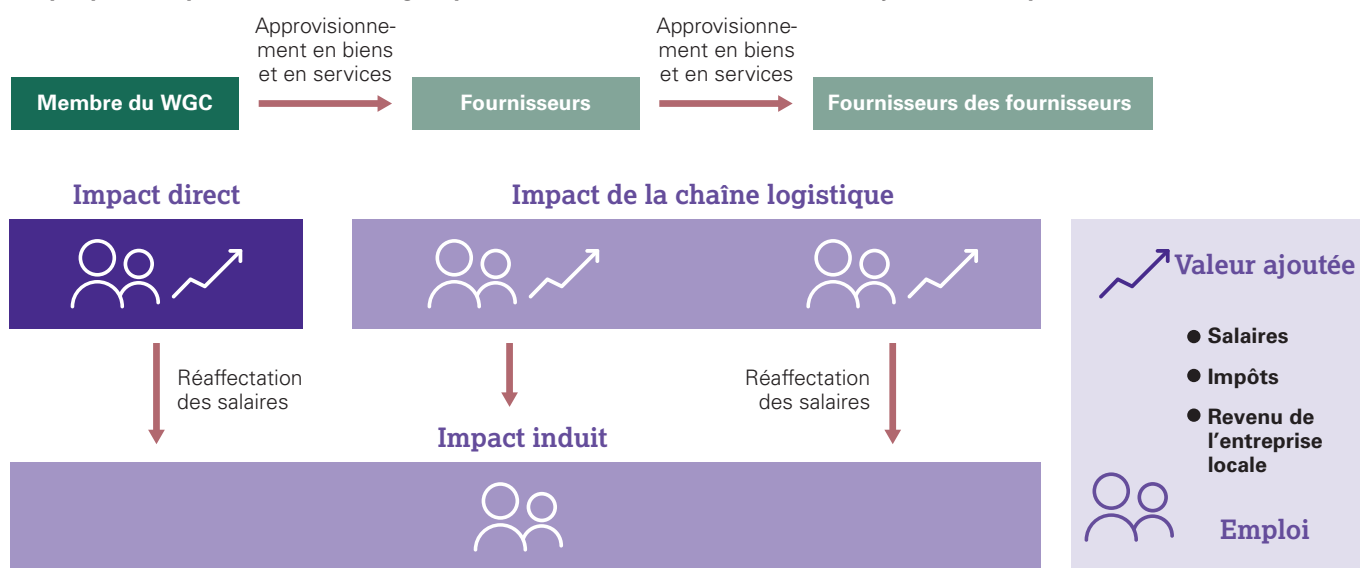 Approvisionne-
ment en biens
et en services
Approvisionne-
ment en biens
et en services
Membre du WGC
Fournisseurs
Fournisseurs des fournisseurs
Impact direct
Impact de la chaîne logistique
Réaffectation
des salaires
Réaffectation
des salaires
Impact induit
Valeur ajoutée
● Salaires
● Impôts
● Revenu de
l'entreprise
locale
Emploi